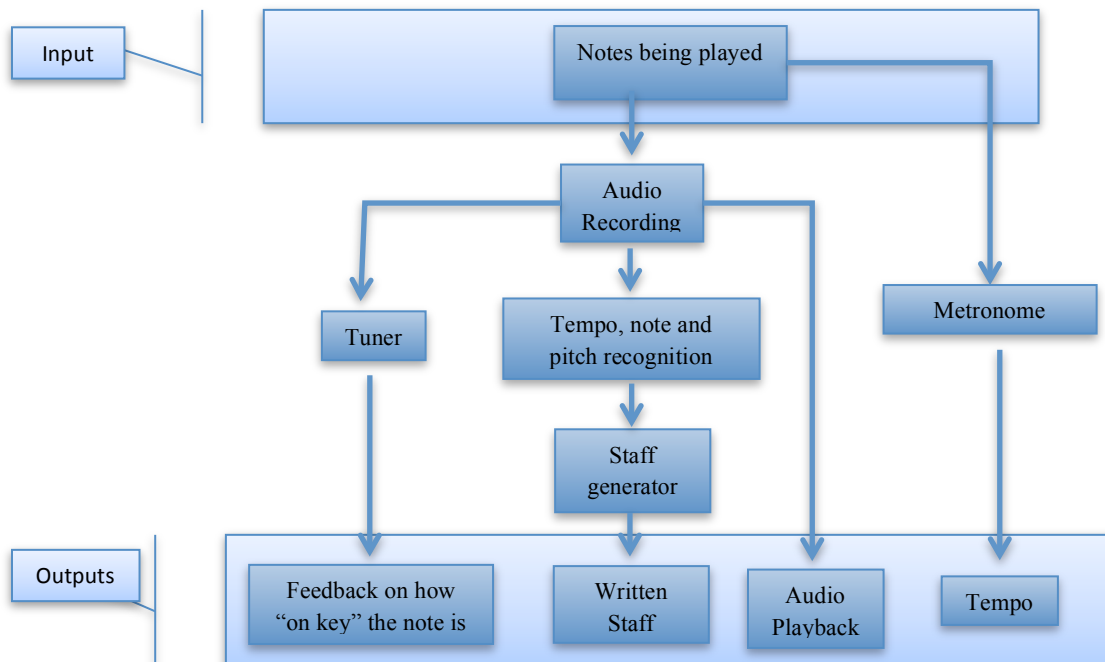 Input
Notes being played
Audio
Recording
Tuner
Tempo, note and
pitch recognition
Metronome
Staff
generator
Outputs
Feedback on how
“on key” the note is
Written
Staff
Audio
Playback
Tempo